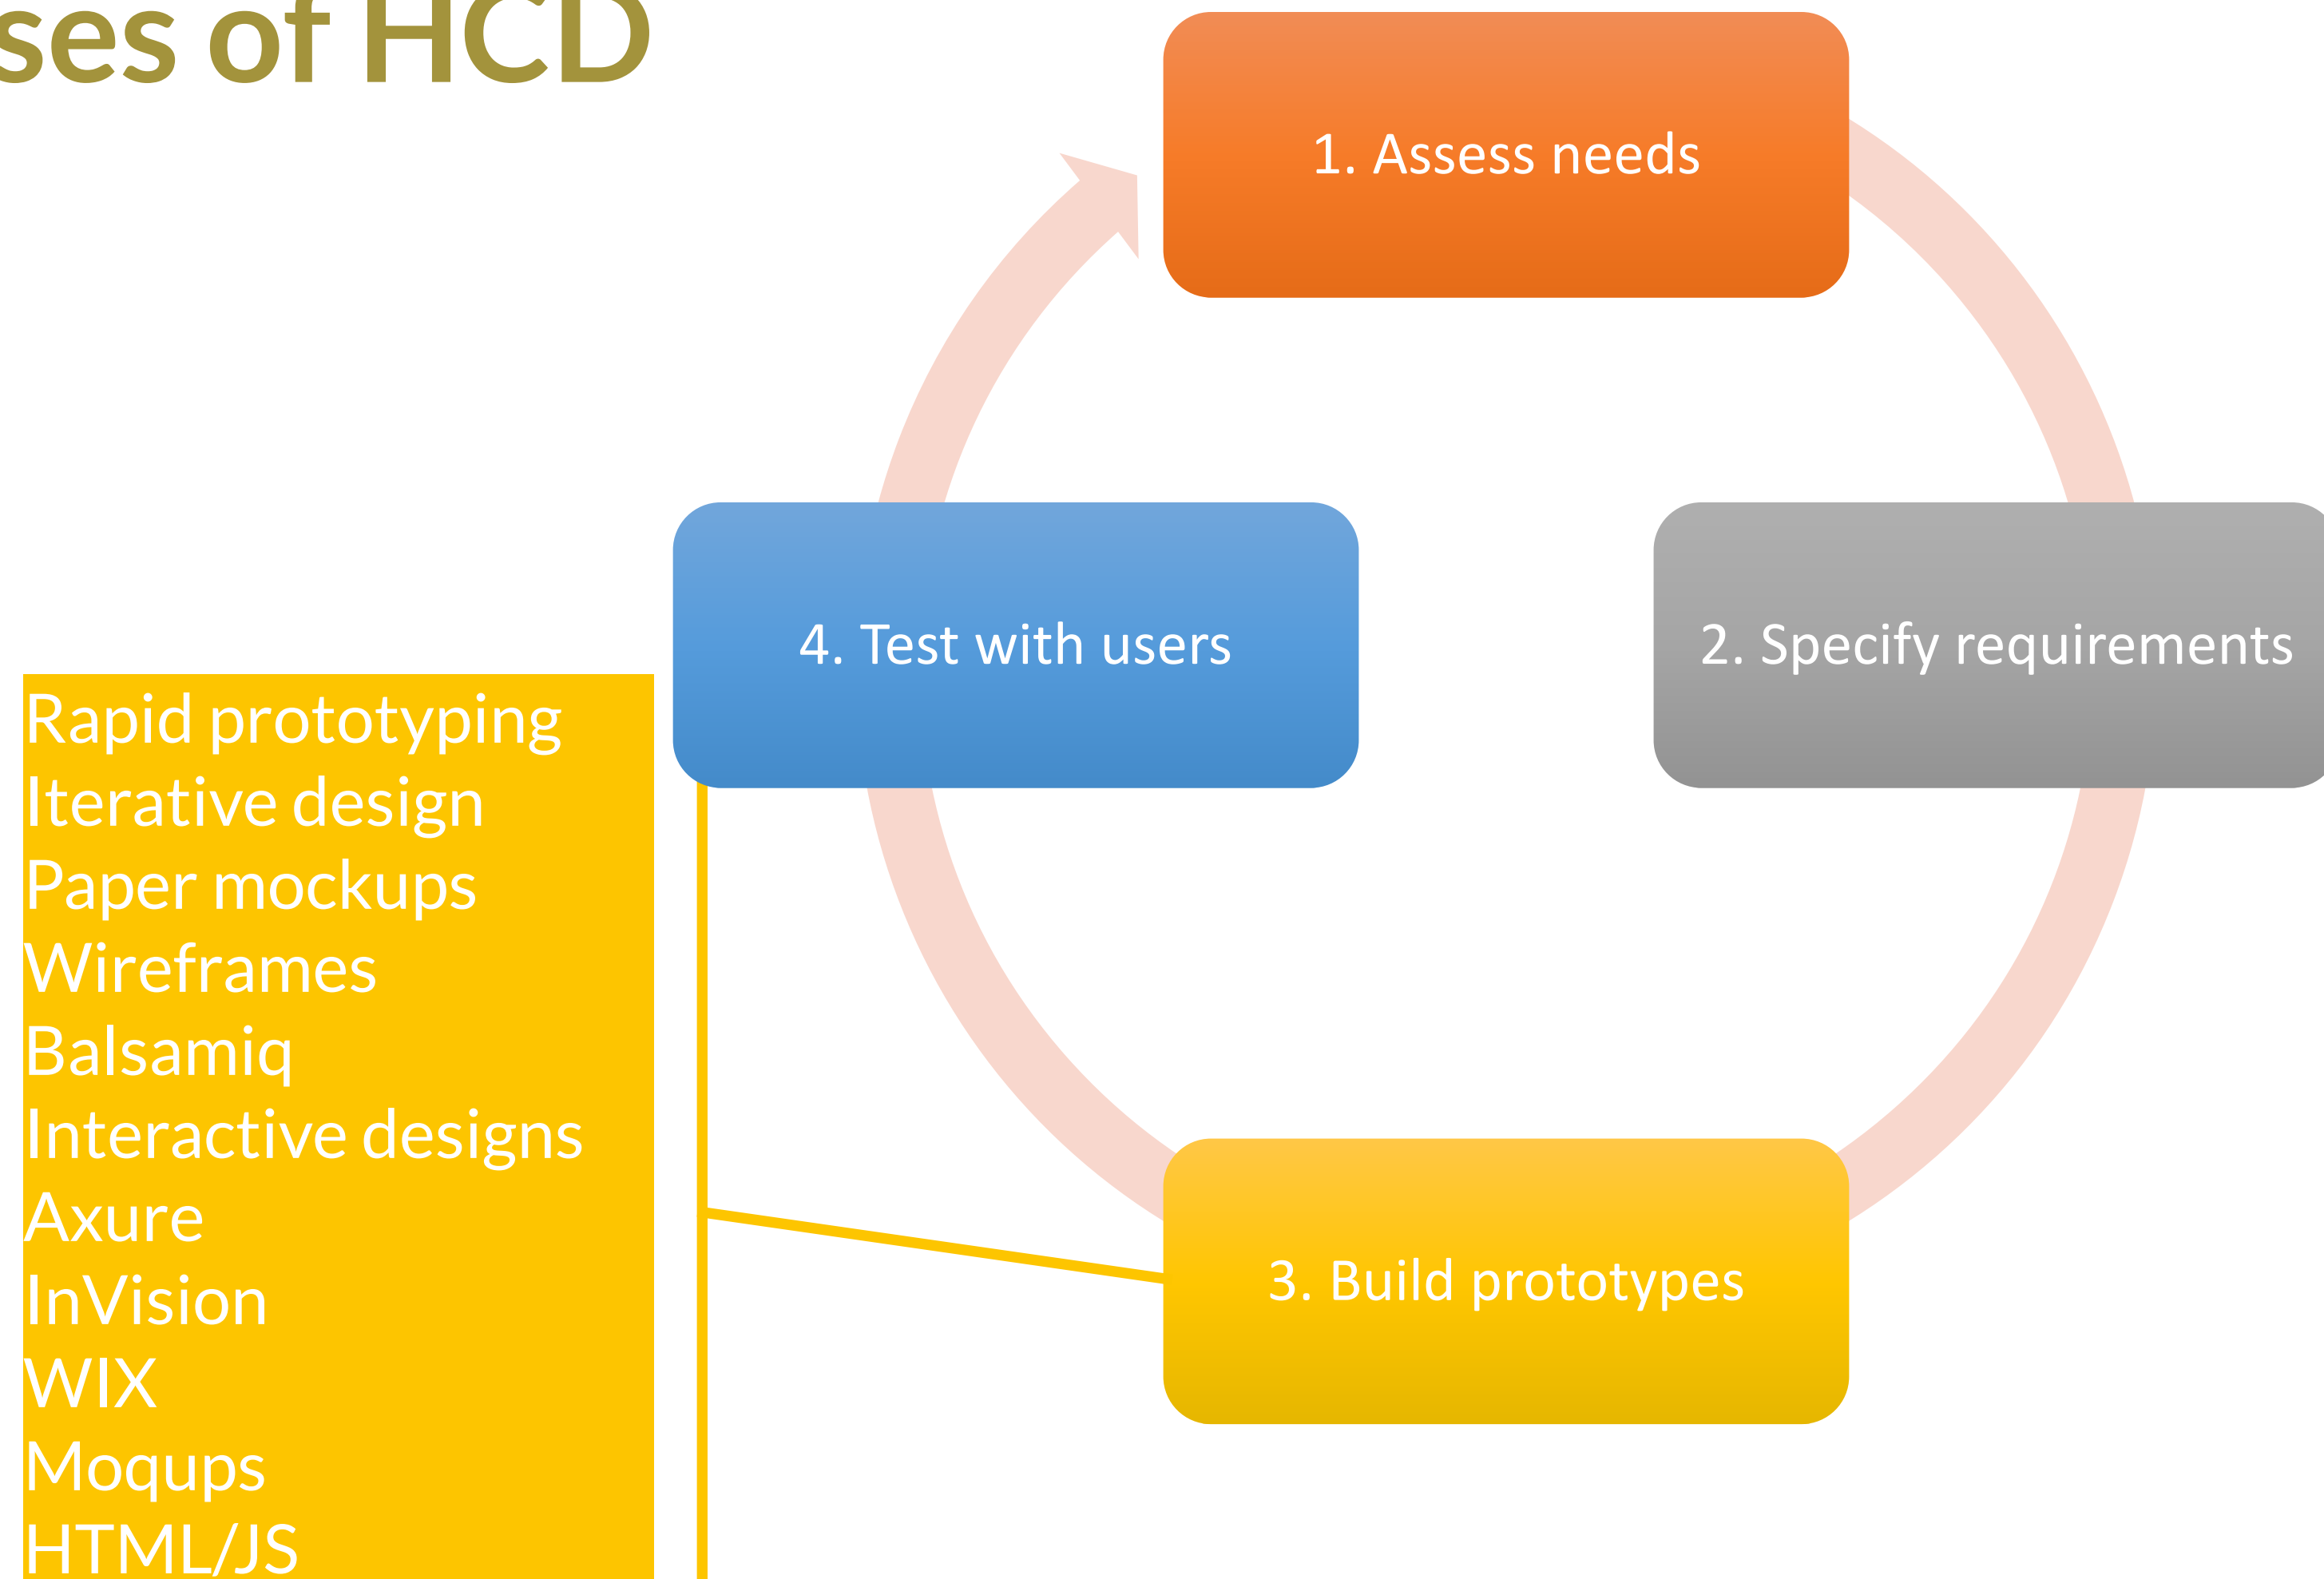 sses of HCD
1. Assess needs
2. Specify requirements
3. Build prototypes
4. Test with users
Rapid prototyping
Iterative design
Paper mockups
Wireframes
Balsamiq
Interactive designs
Axure
InVision
WIX
Moqups
HTML/JS